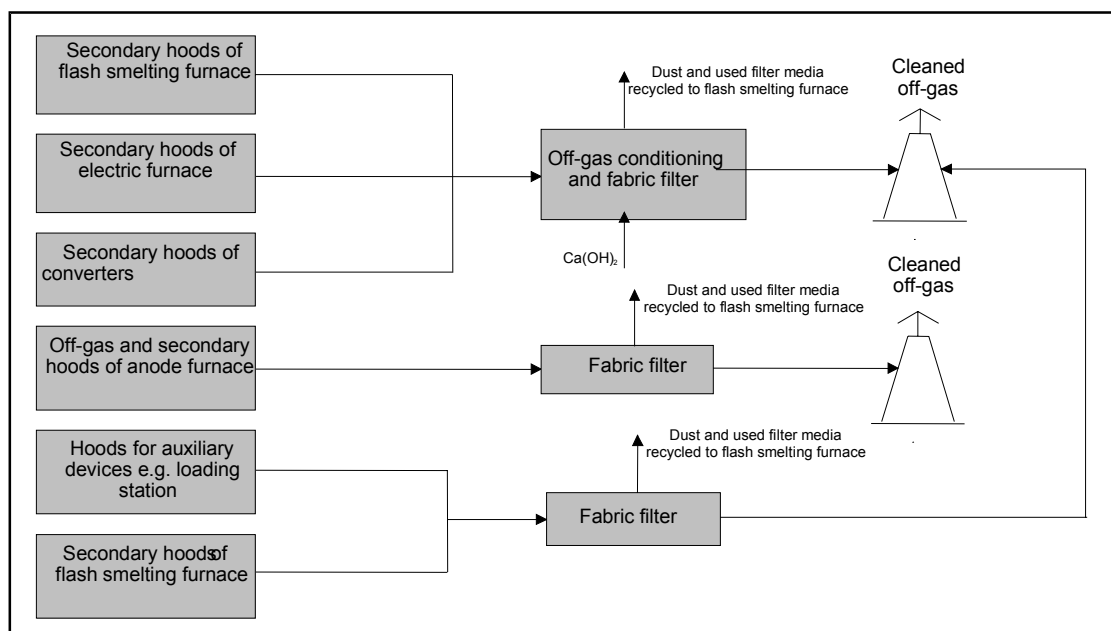 Secondary hoods of
flash smelting furnace
Dust and used filter media
recycled to flash smelting furnace
Cleaned
off-gas
Secondary hoods of
electric furnace
Off-gas conditioning
and fabric filter
Secondary hoods of
converters
Ca(OH)₂
Cleaned
off-gas
Dust and used filter media
recycled to flash smelting furnace
Off-gas and secondary
hoods of anode furnace
Fabric filter
Hoods for auxiliary
devices e.g. loading
station
Dust and used filter media
recycled to flash smelting furnace
Fabric filter
Secondary hoods of
flash smelting furnace